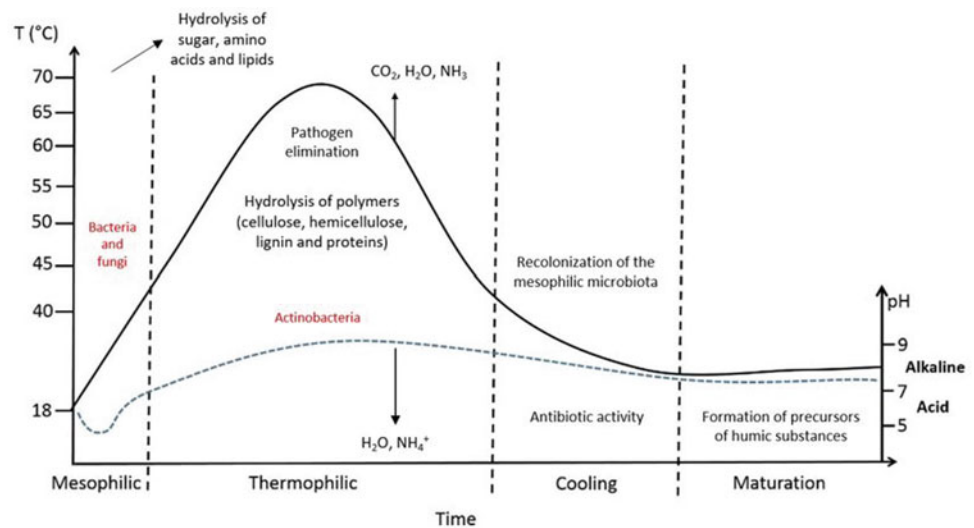 T (°C)
Hydrolysis of
sugar, amino
acids and lipids
70
65
60
55
50
45
40
18
CO₂, H₂O, NH₃
Pathogen
elimination
Hydrolysis of polymers
(cellulose, hemicellulose,
lignin and proteins)
Bacteria
and
fungi
Actinobacteria
Recolonization of the
mesophilic microbiota
pH
9
Alkaline
7
Acid
5
H₂O, NH₄⁺
Antibiotic activity
Formation of precursors
of humic substances
Mesophilic
Thermophilic
Cooling
Maturation
Time